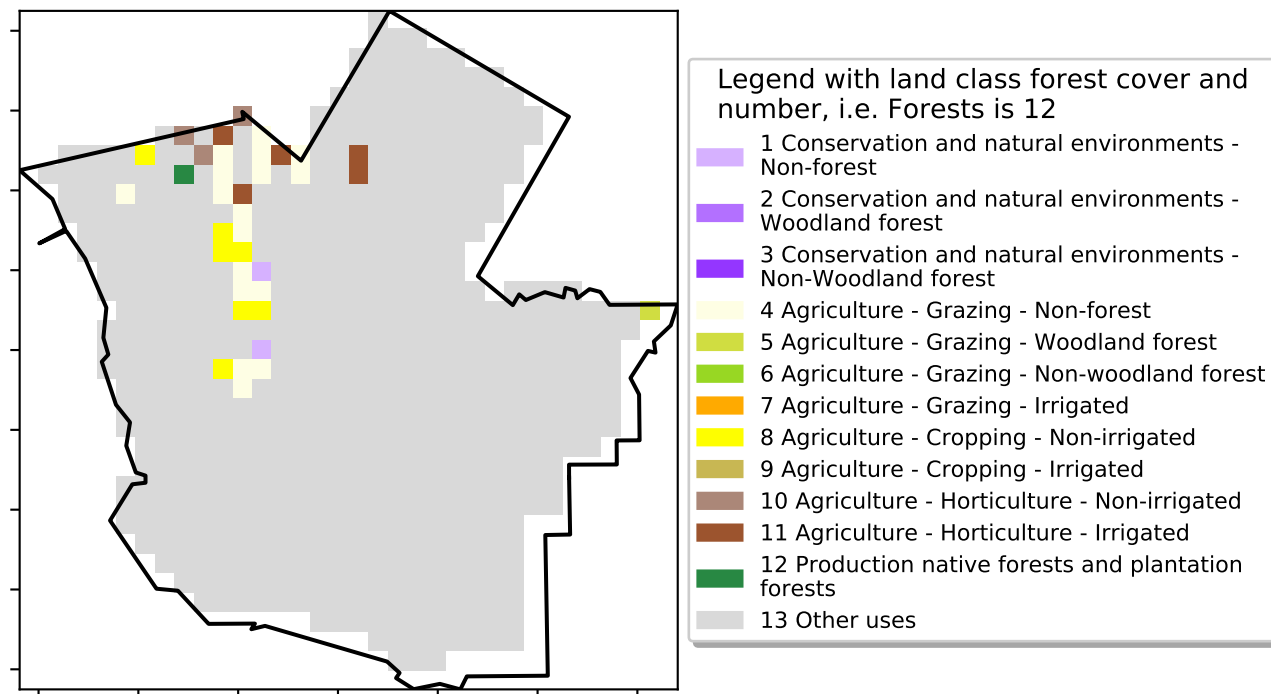 Legend with land class forest cover and
number, i.e. Forests is 12
1 Conservation and natural environments -
Non-forest
2 Conservation and natural environments -
Woodland forest
3 Conservation and natural environments -
Non-Woodland forest
4 Agriculture - Grazing - Non-forest
5 Agriculture - Grazing - Woodland forest
6 Agriculture - Grazing - Non-woodland forest
7 Agriculture - Grazing - Irrigated
8 Agriculture - Cropping - Non-irrigated
9 Agriculture - Cropping - Irrigated
10 Agriculture - Horticulture - Non-irrigated
11 Agriculture - Horticulture - Irrigated
12 Production native forests and plantation
forests
13 Other uses